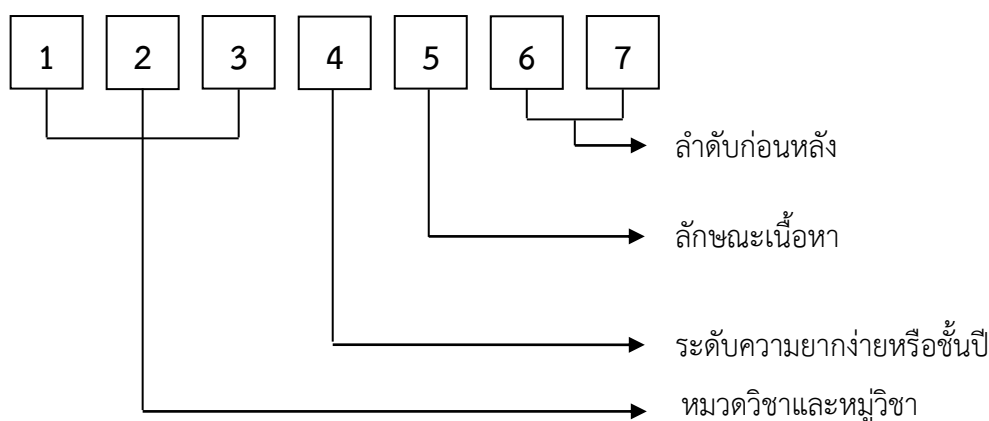 1 2 3 4 5 6 7
ลำดับก่อนหลัง
ลักษณะเนื้อหา
ระดับความยากง่ายหรือชั้นปี
หมวดวิชาและหมู่วิชา